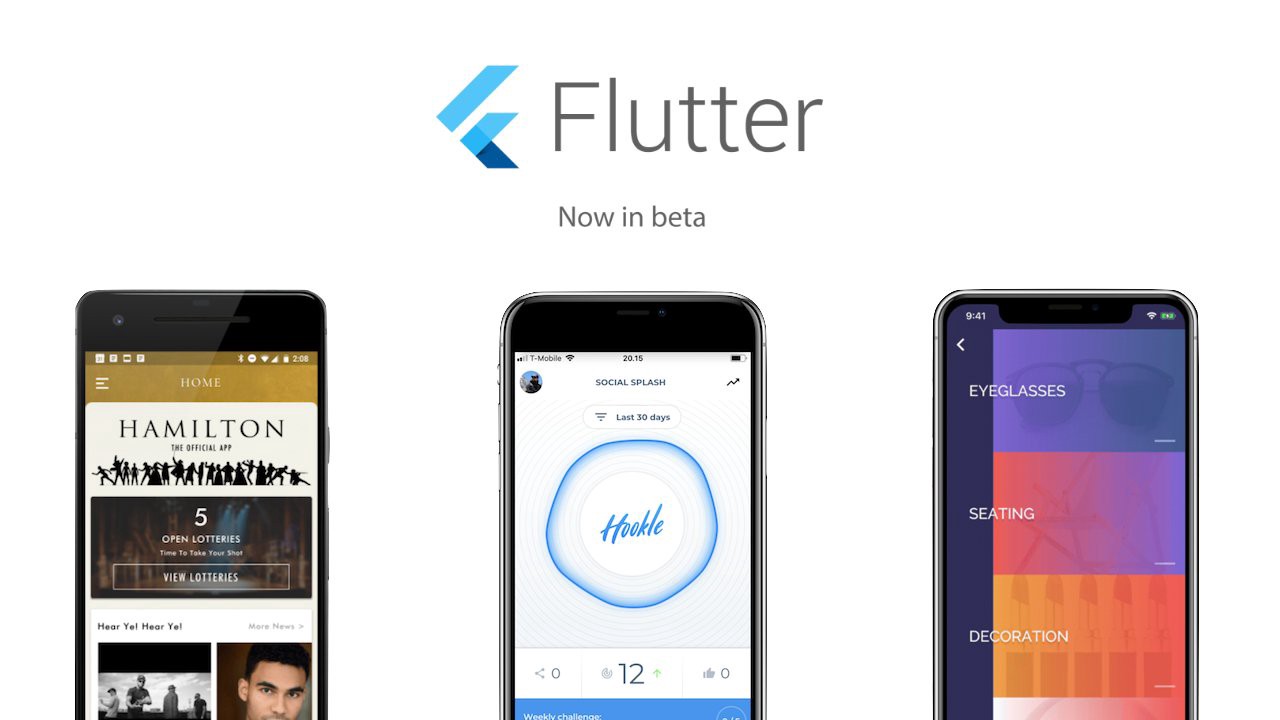 Flutter
Now in beta
2:08
HOME
HAMILTON
THE OFFICIAL APP
5
OPEN LOTTERIES
Time To Take Your Shot
VIEW LOTTERIES
Hear Ye! Hear Ye!
More News >
T-Mobile
20.15
SOCIAL SPLASH
Last 30 days
Hookle
0
12
0
Weekly challenge:
9:41
EYEGLASSES
SEATING
DECORATION